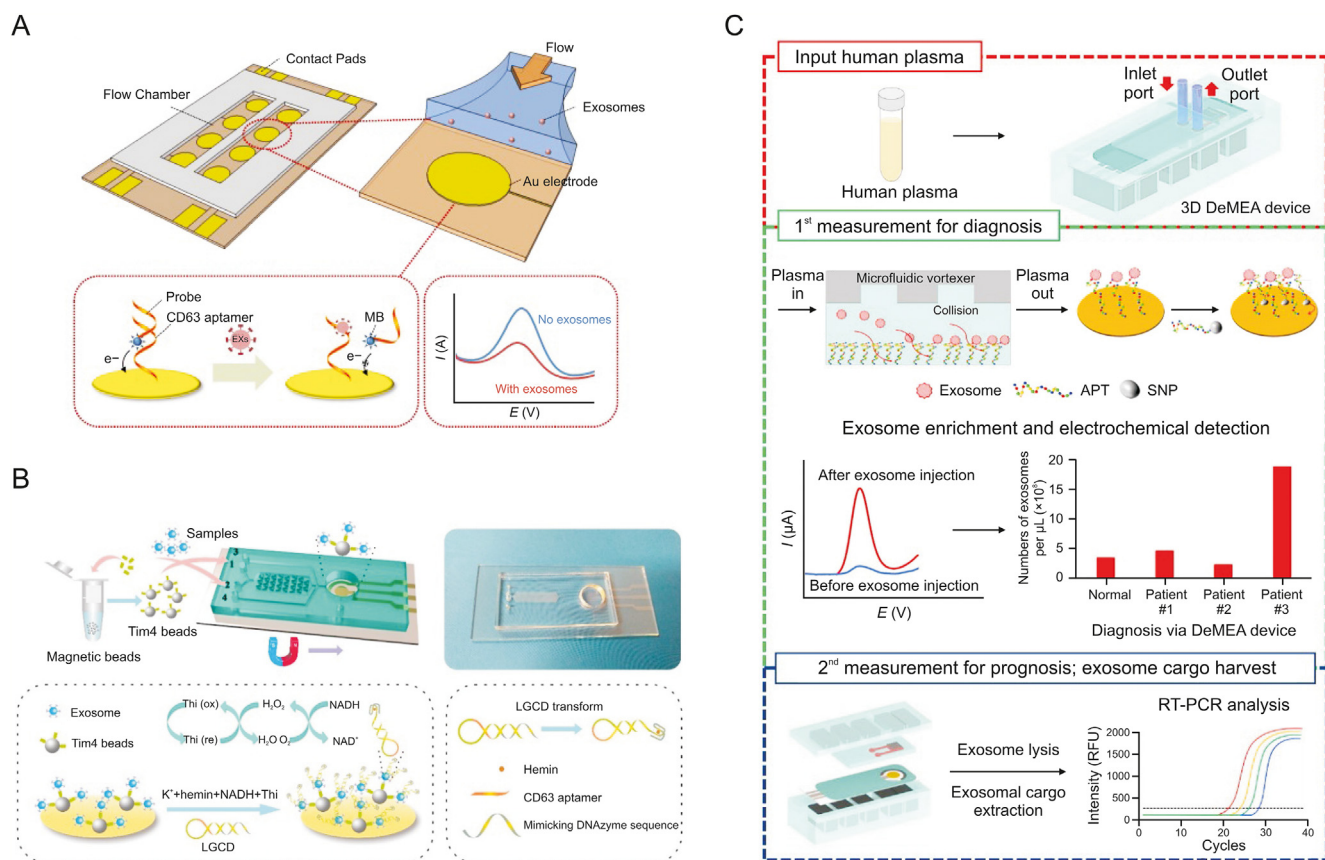 A
Contact Pads
Flow Chamber
Flow
Exosomes
Au electrode
Probe
CD63 aptamer
e−
EXs
MB
e−
I (A)
No exosomes
With exosomes
E (V)
B
Samples
3
1
2
4
Tim4 beads
Magnetic beads
Exosome
Tim4 beads
Thi (ox)
H₂O₂
NADH
Thi (re)
H₂O O₂
NAD⁺
K⁺+hemin+NADH+Thi
LGCD
LGCD transform
Hemin
CD63 aptamer
Mimicking DNAzyme sequence
C
Input human plasma
Human plasma
Inlet
port
Outlet
port
3D DeMEA device
1ˢᵗ measurement for diagnosis
Plasma
in
Microfluidic vortexer
Collision
Plasma
out
Exosome
APT
SNP
Exosome enrichment and electrochemical detection
I (μA)
After exosome injection
Before exosome injection
E (V)
Numbers of exosomes
per μL (×10⁸)
20
15
10
5
0
Normal
Patient
#1
Patient
#2
Patient
#3
Diagnosis via DeMEA device
2ⁿᵈ measurement for prognosis; exosome cargo harvest
Exosome lysis
Exosomal cargo
extraction
RT-PCR analysis
Intensity (RFU)
2000
1500
1000
500
0
0
10
20
30
40
Cycles